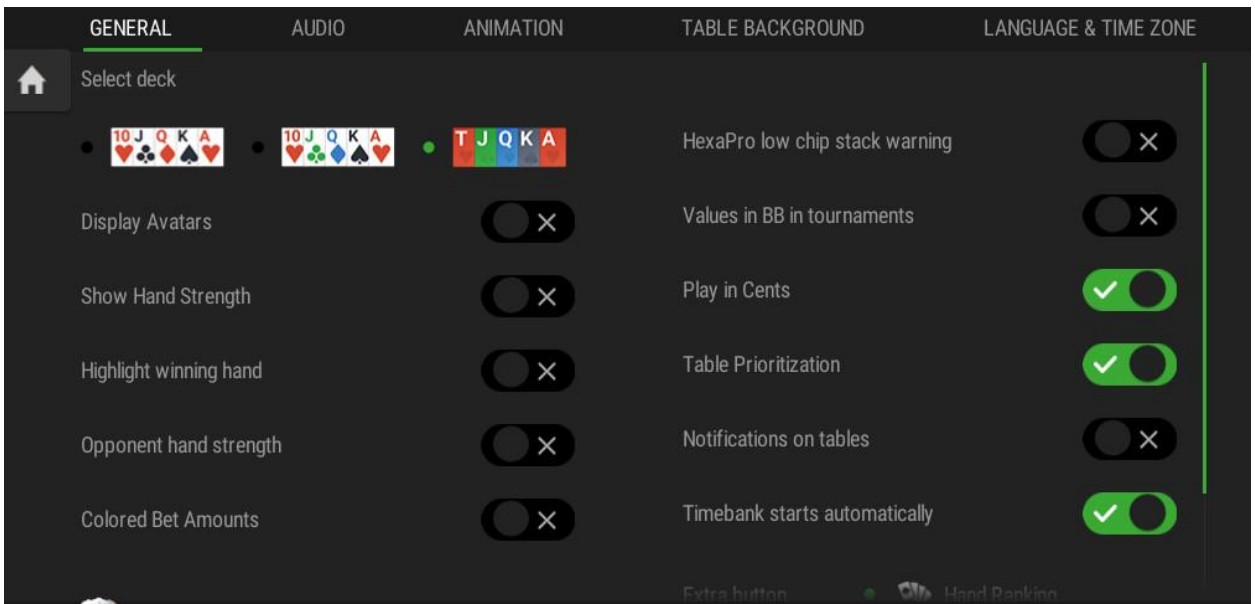 GENERAL AUDIO ANIMATION TABLE BACKGROUND LANGUAGE & TIME ZONE
Select deck
10 J Q K A 10 J Q K A T J Q K A
HexaPro low chip stack warning
Display Avatars
Values in BB in tournaments
Show Hand Strength
Play in Cents
Highlight winning hand
Table Prioritization
Opponent hand strength
Notifications on tables
Colored Bet Amounts
Timebank starts automatically
Extra button Hand Ranking